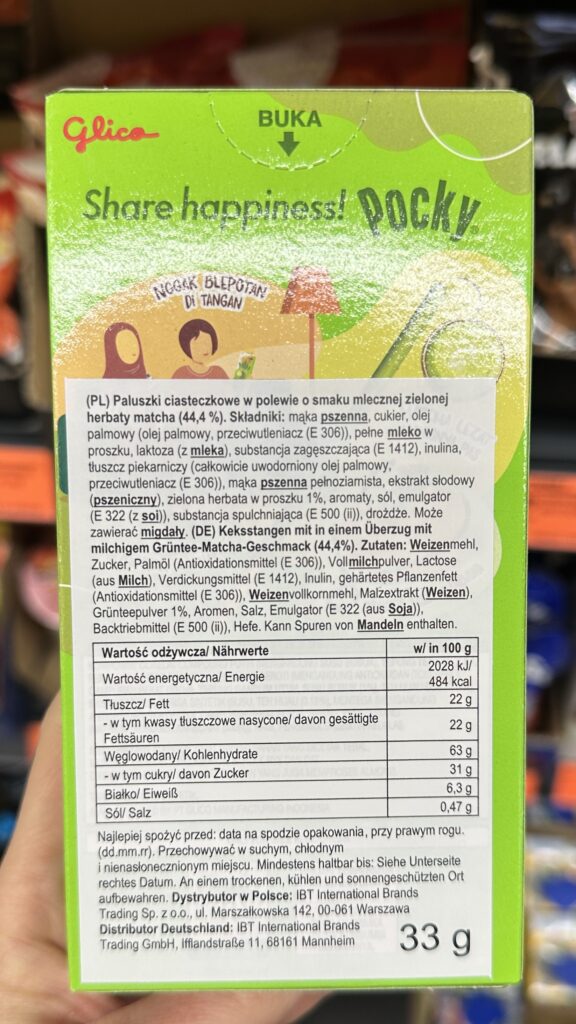 Glico
BUKA
Share happiness! Pocky
NGGAK BLEPOTAN
DI TANGAN
(PL) Paluszki ciasteczkowe w polewie o smaku mlecznej zielonej
herbaty matcha (44,4 %). Składniki: mąka pszenna, cukier, olej
palmowy (olej palmowy, przeciwutleniacz (E 306)), pełne mleko w
proszku, laktoza (z mleka), substancja zagęszczająca (E 1412), inulina,
tłuszcz piekarniczy (całkowicie uwodorniony olej palmowy,
przeciwutleniacz (E 306)), mąka pszenna pełnoziarnista, ekstrakt słodowy
(pszeniczny), zielona herbata w proszku 1%, aromaty, sól, emulgator
(E 322 (z soi)), substancja spulchniająca (E 500 (ii)), drożdże. Może
zawierać migdały. (DE) Keksstangen mit in einem Überzug mit
milchigem Grüntee-Matcha-Geschmack (44,4%). Zutaten: Weizenmehl,
Zucker, Palmöl (Antioxidationsmittel (E 306)), Vollmilchpulver, Lactose
(aus Milch), Verdickungsmittel (E 1412), Inulin, gehärtetes Pflanzenfett
(Antioxidationsmittel (E 306)), Weizenvollkornmehl, Malzextrakt (Weizen),
Grünteepulver 1%, Aromen, Salz, Emulgator (E 322 (aus Soja)),
Backtriebmittel (E 500 (ii)), Hefe. Kann Spuren von Mandeln enthalten.
Wartość odżywcza/ Nährwerte w/ in 100 g
Wartość energetyczna/ Energie 2028 kJ/
484 kcal
Tłuszcz/ Fett 22 g
- w tym kwasy tłuszczowe nasycone/ davon gesättigte
Fettsäuren 22 g
Węglowodany/ Kohlenhydrate 63 g
- w tym cukry/ davon Zucker 31 g
Białko/ Eiweiß 6,3 g
Sól/ Salz 0,47 g
Najlepiej spożyć przed: data na spodzie opakowania, przy prawym rogu.
(dd.mm.rr). Przechowywać w suchym, chłodnym
i nienasłonecznionym miejscu. Mindestens haltbar bis: Siehe Unterseite
rechtes Datum. An einem trockenen, kühlen und sonnengeschützten Ort
aufbewahren. Dystrybutor w Polsce: IBT International Brands
Trading Sp. z o.o., ul. Marszałkowska 142, 00-061 Warszawa
Distributor Deutschland: IBT International Brands
Trading GmbH, Ifflandstraße 11, 68161 Mannheim
33 g